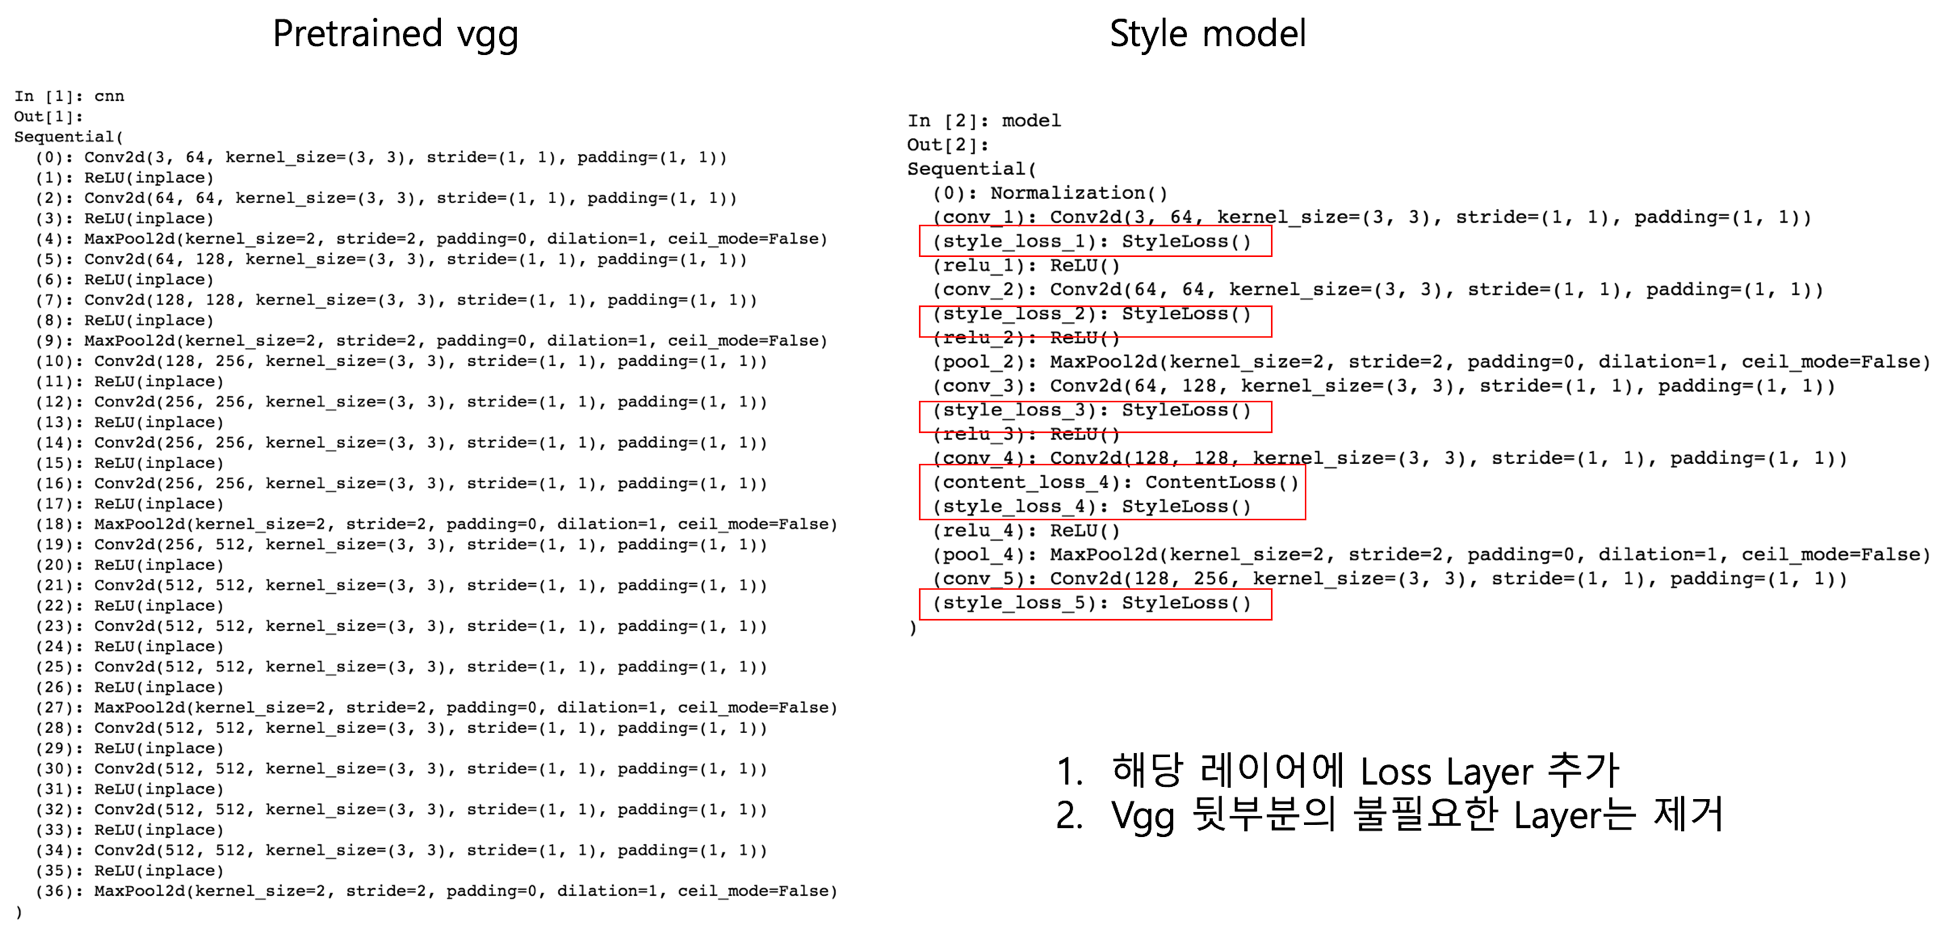 Pretrained vgg
In [1]: cnn
Out[1]:
Sequential(
(0): Conv2d(3, 64, kernel_size=(3, 3), stride=(1, 1), padding=(1, 1))
(1): ReLU(inplace)
(2): Conv2d(64, 64, kernel_size=(3, 3), stride=(1, 1), padding=(1, 1))
(3): ReLU(inplace)
(4): MaxPool2d(kernel_size=2, stride=2, padding=0, dilation=1, ceil_mode=False)
(5): Conv2d(64, 128, kernel_size=(3, 3), stride=(1, 1), padding=(1, 1))
(6): ReLU(inplace)
(7): Conv2d(128, 128, kernel_size=(3, 3), stride=(1, 1), padding=(1, 1))
(8): ReLU(inplace)
(9): MaxPool2d(kernel_size=2, stride=2, padding=0, dilation=1, ceil_mode=False)
(10): Conv2d(128, 256, kernel_size=(3, 3), stride=(1, 1), padding=(1, 1))
(11): ReLU(inplace)
(12): Conv2d(256, 256, kernel_size=(3, 3), stride=(1, 1), padding=(1, 1))
(13): ReLU(inplace)
(14): Conv2d(256, 256, kernel_size=(3, 3), stride=(1, 1), padding=(1, 1))
(15): ReLU(inplace)
(16): Conv2d(256, 256, kernel_size=(3, 3), stride=(1, 1), padding=(1, 1))
(17): ReLU(inplace)
(18): MaxPool2d(kernel_size=2, stride=2, padding=0, dilation=1, ceil_mode=False)
(19): Conv2d(256, 512, kernel_size=(3, 3), stride=(1, 1), padding=(1, 1))
(20): ReLU(inplace)
(21): Conv2d(512, 512, kernel_size=(3, 3), stride=(1, 1), padding=(1, 1))
(22): ReLU(inplace)
(23): Conv2d(512, 512, kernel_size=(3, 3), stride=(1, 1), padding=(1, 1))
(24): ReLU(inplace)
(25): Conv2d(512, 512, kernel_size=(3, 3), stride=(1, 1), padding=(1, 1))
(26): ReLU(inplace)
(27): MaxPool2d(kernel_size=2, stride=2, padding=0, dilation=1, ceil_mode=False)
(28): Conv2d(512, 512, kernel_size=(3, 3), stride=(1, 1), padding=(1, 1))
(29): ReLU(inplace)
(30): Conv2d(512, 512, kernel_size=(3, 3), stride=(1, 1), padding=(1, 1))
(31): ReLU(inplace)
(32): Conv2d(512, 512, kernel_size=(3, 3), stride=(1, 1), padding=(1, 1))
(33): ReLU(inplace)
(34): Conv2d(512, 512, kernel_size=(3, 3), stride=(1, 1), padding=(1, 1))
(35): ReLU(inplace)
(36): MaxPool2d(kernel_size=2, stride=2, padding=0, dilation=1, ceil_mode=False)
)
Style model
In [2]: model
Out[2]:
Sequential(
(0): Normalization()
(conv_1): Conv2d(3, 64, kernel_size=(3, 3), stride=(1, 1), padding=(1, 1))
(style_loss_1): StyleLoss()
(relu_1): ReLU()
(conv_2): Conv2d(64, 64, kernel_size=(3, 3), stride=(1, 1), padding=(1, 1))
(style_loss_2): StyleLoss()
(relu_2): ReLU()
(pool_2): MaxPool2d(kernel_size=2, stride=2, padding=0, dilation=1, ceil_mode=False)
(conv_3): Conv2d(64, 128, kernel_size=(3, 3), stride=(1, 1), padding=(1, 1))
(style_loss_3): StyleLoss()
(relu_3): ReLU()
(conv_4): Conv2d(128, 128, kernel_size=(3, 3), stride=(1, 1), padding=(1, 1))
(content_loss_4): ContentLoss()
(style_loss_4): StyleLoss()
(relu_4): ReLU()
(pool_4): MaxPool2d(kernel_size=2, stride=2, padding=0, dilation=1, ceil_mode=False)
(conv_5): Conv2d(128, 256, kernel_size=(3, 3), stride=(1, 1), padding=(1, 1))
(style_loss_5): StyleLoss()
)
1. 해당 레이어에 Loss Layer 추가
2. Vgg 뒷부분의 불필요한 Layer는 제거